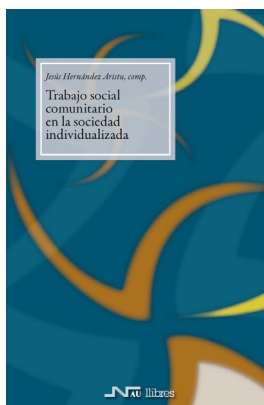 Jesús Hernández Aristu, comp.
Trabajo social
comunitario
en la sociedad
individualizada
NAU llibres